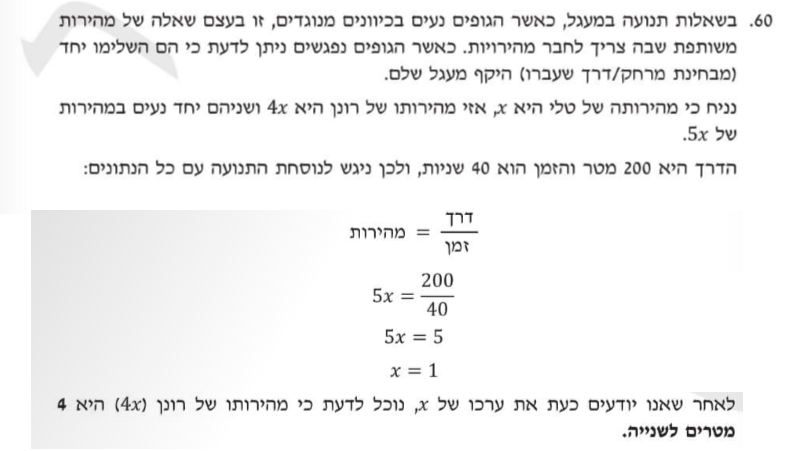 60. בשאלות תנועה במעגל, כאשר הגופים נעים בכיוונים מנוגדים, זו בעצם שאלה של מהירות
משותפת שבה צריך לחבר מהירויות. כאשר הגופים נפגשים ניתן לדעת כי הם השלימו יחד
(מבחינת מרחק/דרך שעברו) היקף מעגל שלם.
נניח כי מהירותה של טלי היא x, אזי מהירותו של רונן היא 4x ושניהם יחד נעים במהירות
של 5x.
הדרך היא 200 מטר והזמן הוא 40 שניות, ולכן ניגש לנוסחת התנועה עם כל הנתונים:
מהירות = דרך / זמן
5x = 200 / 40
5x = 5
x = 1
לאחר שאנו יודעים כעת את ערכו של x, נוכל לדעת כי מהירותו של רונן (4x) היא 4
מטרים לשנייה.